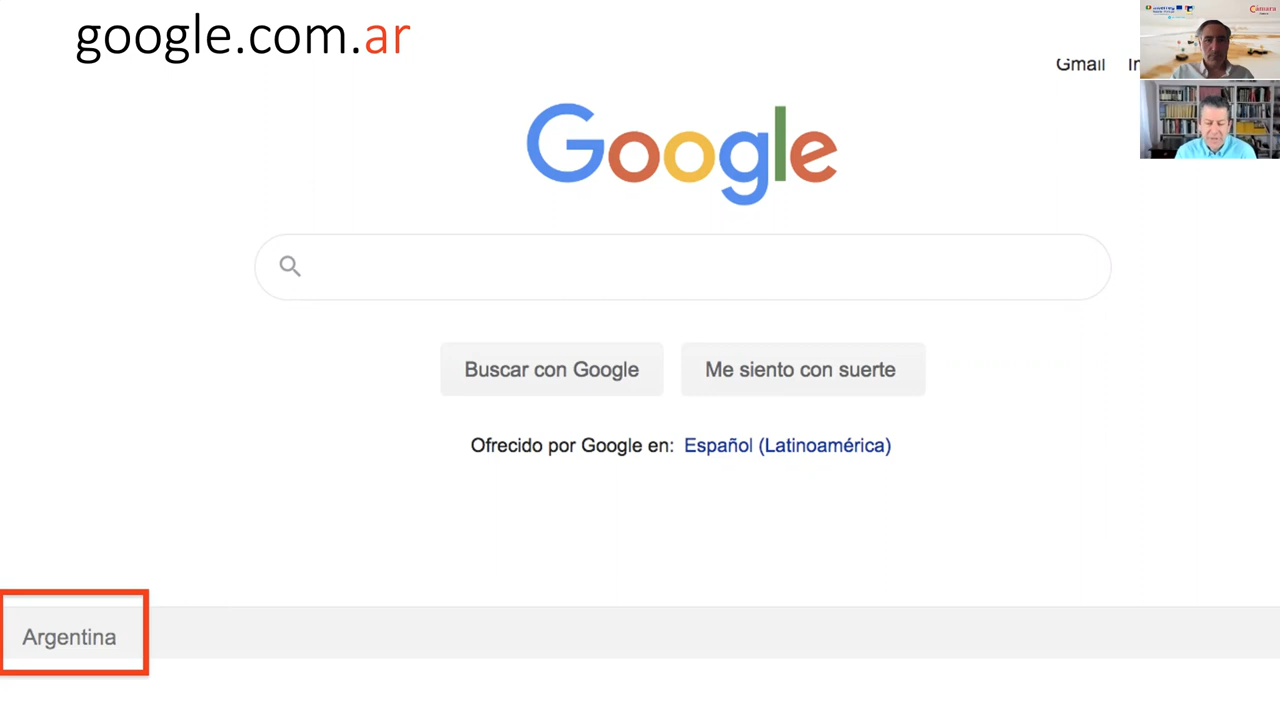 google.com.ar
Gmail
Cámara
Google
Buscar con Google
Me siento con suerte
Ofrecido por Google en: Español (Latinoamérica)
Argentina